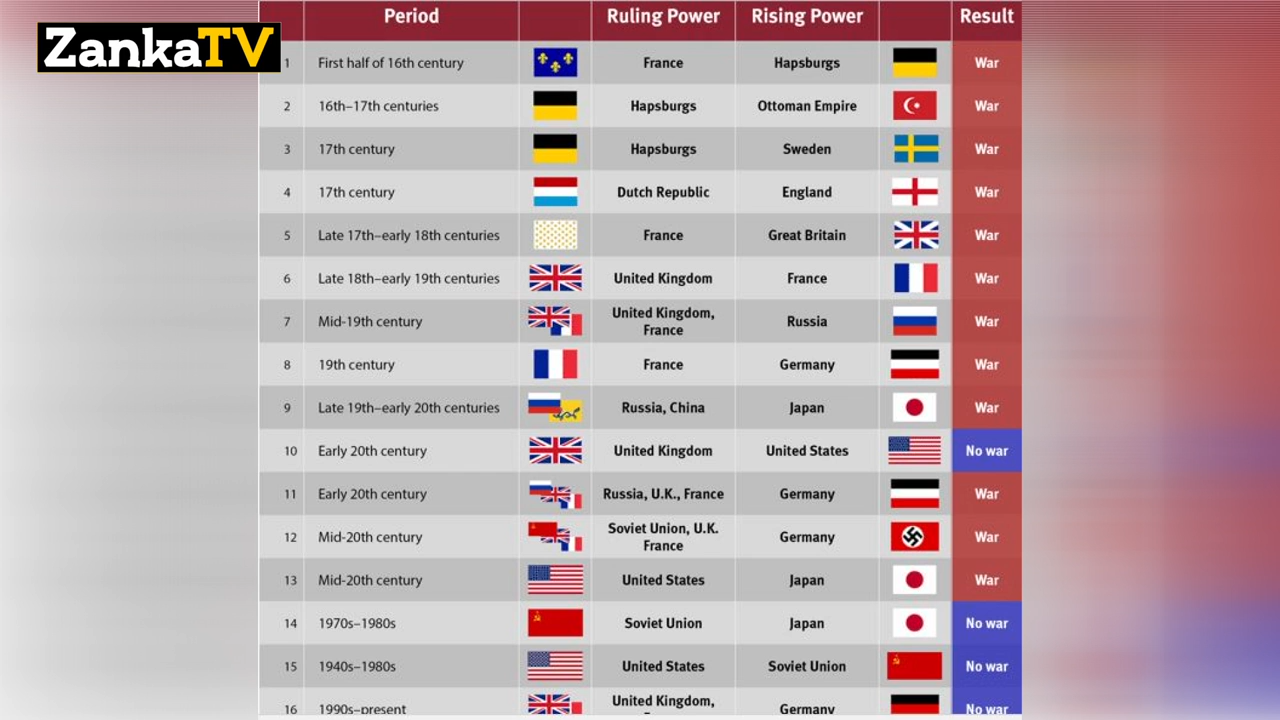 ZankaTV
Period Ruling Power Rising Power Result
1 First half of 16th century France Hapsburgs War
2 16th–17th centuries Hapsburgs Ottoman Empire War
3 17th century Hapsburgs Sweden War
4 17th century Dutch Republic England War
5 Late 17th–early 18th centuries France Great Britain War
6 Late 18th–early 19th centuries United Kingdom France War
7 Mid-19th century United Kingdom, France Russia War
8 19th century France Germany War
9 Late 19th–early 20th centuries Russia, China Japan War
10 Early 20th century United Kingdom United States No war
11 Early 20th century Russia, U.K., France Germany War
12 Mid-20th century Soviet Union, U.K. France Germany War
13 Mid-20th century United States Japan War
14 1970s–1980s Soviet Union Japan No war
15 1940s–1980s United States Soviet Union No war
16 1990s–present United Kingdom, Germany No war